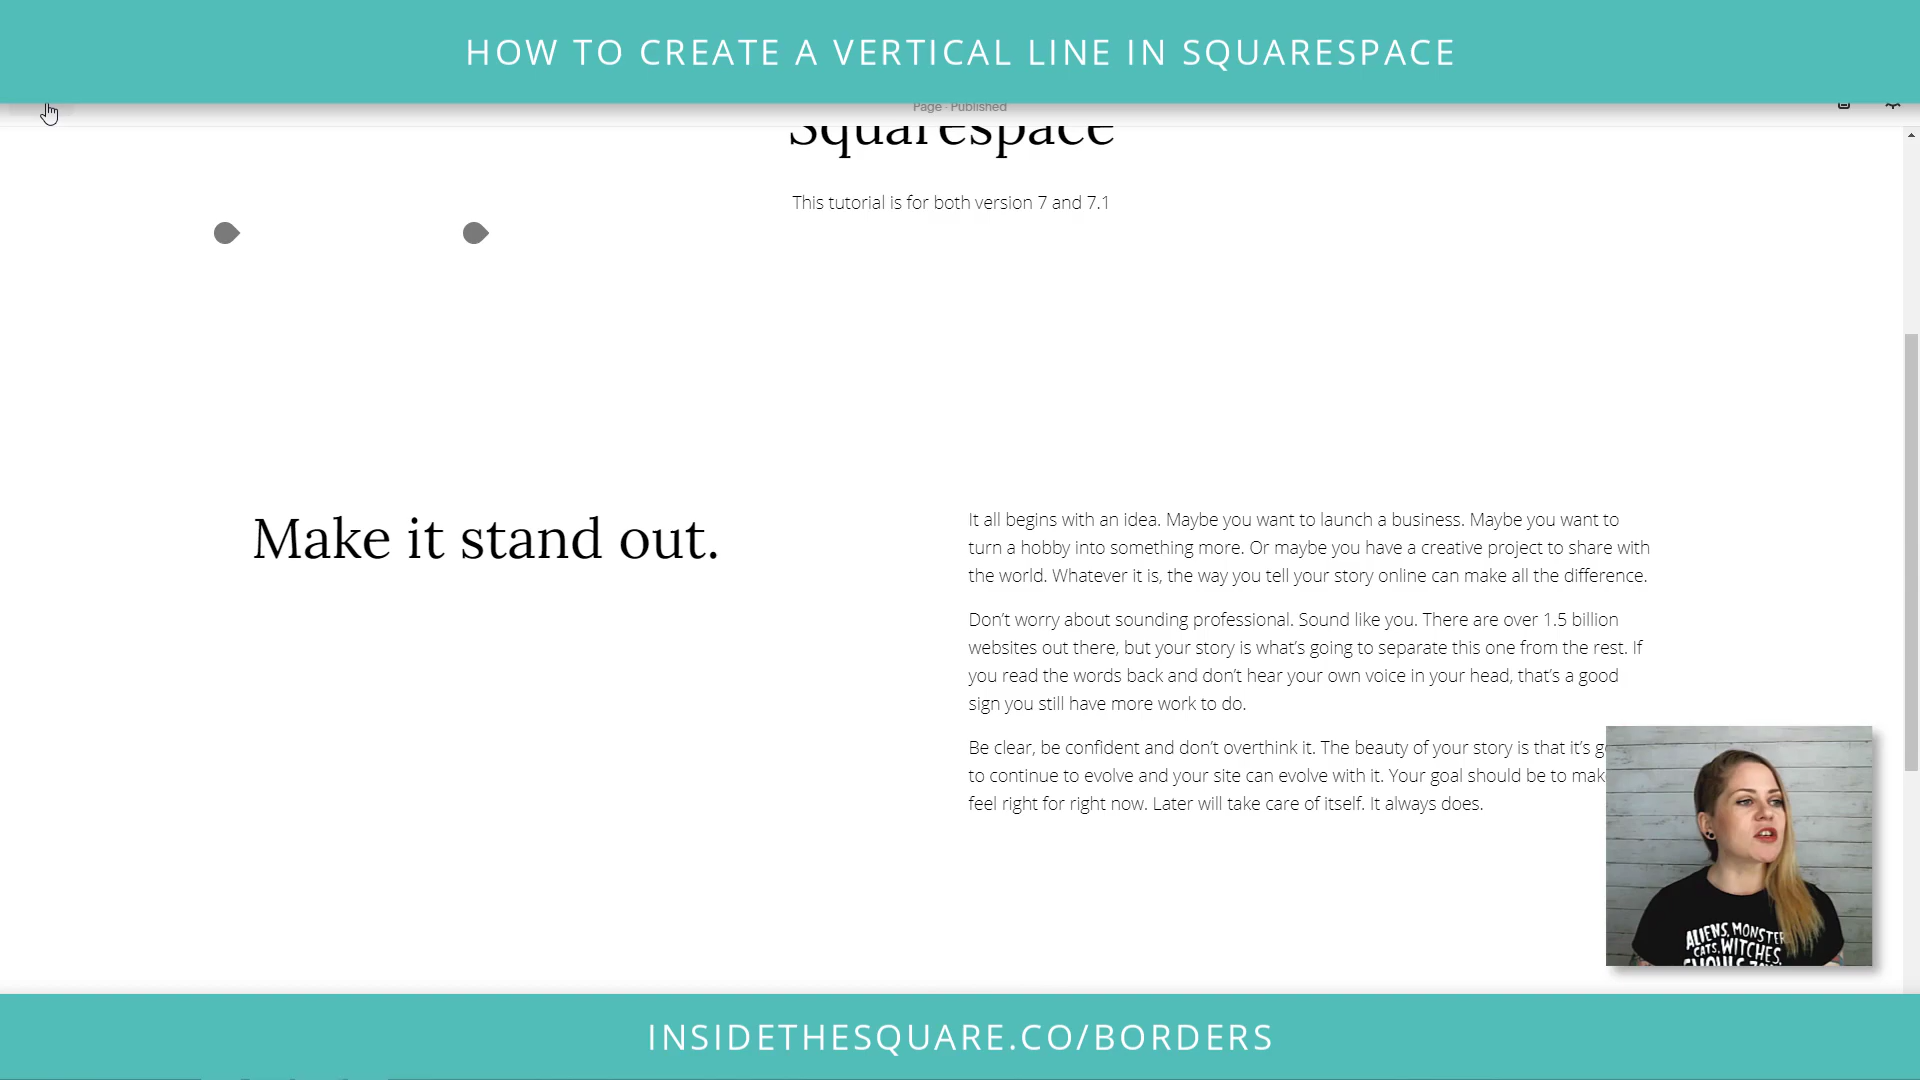 HOW TO CREATE A VERTICAL LINE IN SQUARESPACE
Page · Published
Squarespace
This tutorial is for both version 7 and 7.1
Make it stand out.
It all begins with an idea. Maybe you want to launch a business. Maybe you want to
turn a hobby into something more. Or maybe you have a creative project to share with
the world. Whatever it is, the way you tell your story online can make all the difference.
Don’t worry about sounding professional. Sound like you. There are over 1.5 billion
websites out there, but your story is what’s going to separate this one from the rest. If
you read the words back and don’t hear your own voice in your head, that’s a good
sign you still have more work to do.
Be clear, be confident and don’t overthink it. The beauty of your story is that it’s
to continue to evolve and your site can evolve with it. Your goal should be to
feel right for right now. Later will take care of itself. It always does.
ALIENS, MONSTER
CATS, WITCHES,
INSIDETHESQUARE.CO/BORDERS